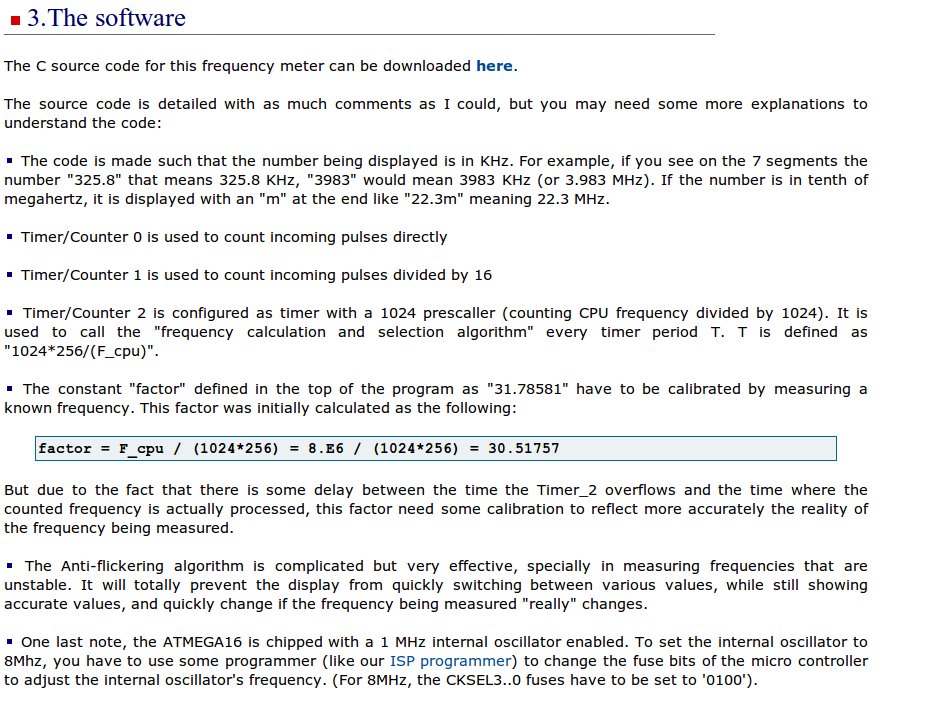 3.The software
The C source code for this frequency meter can be downloaded here.
The source code is detailed with as much comments as I could, but you may need some more explanations to
understand the code:
The code is made such that the number being displayed is in KHz. For example, if you see on the 7 segments the
number "325.8" that means 325.8 KHz, "3983" would mean 3983 KHz (or 3.983 MHz). If the number is in tenth of
megahertz, it is displayed with an "m" at the end like "22.3m" meaning 22.3 MHz.
Timer/Counter 0 is used to count incoming pulses directly
Timer/Counter 1 is used to count incoming pulses divided by 16
Timer/Counter 2 is configured as timer with a 1024 prescaller (counting CPU frequency divided by 1024). It is
used to call the "frequency calculation and selection algorithm" every timer period T. T is defined as
"1024*256/(F_cpu)".
The constant "factor" defined in the top of the program as "31.78581" have to be calibrated by measuring a
known frequency. This factor was initially calculated as the following:
factor = F_cpu / (1024*256) = 8.E6 / (1024*256) = 30.51757
But due to the fact that there is some delay between the time the Timer_2 overflows and the time where the
counted frequency is actually processed, this factor need some calibration to reflect more accurately the reality of
the frequency being measured.
The Anti-flickering algorithm is complicated but very effective, specially in measuring frequencies that are
unstable. It will totally prevent the display from quickly switching between various values, while still showing
accurate values, and quickly change if the frequency being measured "really" changes.
One last note, the ATMEGA16 is chipped with a 1 MHz internal oscillator enabled. To set the internal oscillator to
8Mhz, you have to use some programmer (like our ISP programmer) to change the fuse bits of the micro controller
to adjust the internal oscillator's frequency. (For 8MHz, the CKSEL3..0 fuses have to be set to '0100').